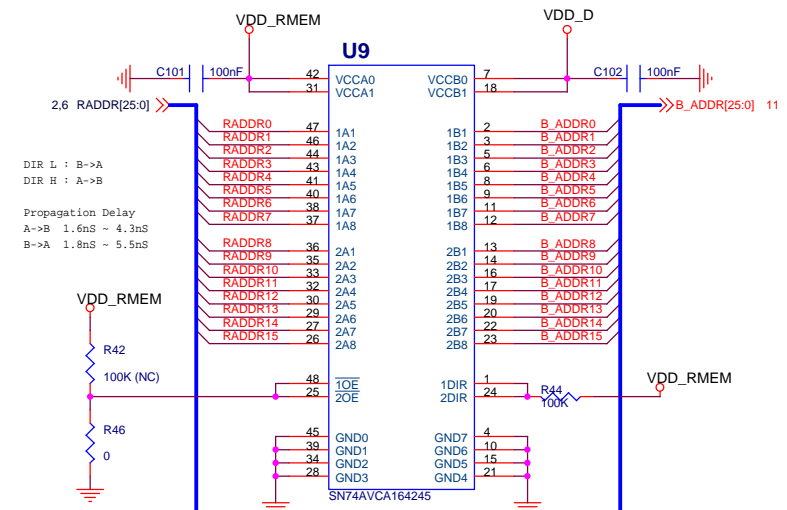 VDD_RMEM
VDD_D
U9
C101 100nF
42 VCCA0 VCCB0 7
31 VCCA1 VCCB1 18
C102 100nF
2,6 RADDR[25:0]
B_ADDR[25:0] 11
RADDR0 47 1A1 1B1 2 B_ADDR0
RADDR1 46 1A2 1B2 3 B_ADDR1
RADDR2 44 1A3 1B3 5 B_ADDR2
RADDR3 43 1A4 1B4 6 B_ADDR3
RADDR4 41 1A5 1B5 8 B_ADDR4
RADDR5 40 1A6 1B6 9 B_ADDR5
RADDR6 38 1A7 1B7 11 B_ADDR6
RADDR7 37 1A8 1B8 12 B_ADDR7
DIR L : B->A
DIR H : A->B
Propagation Delay
A->B 1.6nS ~ 4.3nS
B->A 1.8nS ~ 5.5nS
RADDR8 36 2A1 2B1 13 B_ADDR8
RADDR9 35 2A2 2B2 14 B_ADDR9
RADDR10 33 2A3 2B3 16 B_ADDR10
RADDR11 32 2A4 2B4 17 B_ADDR11
RADDR12 30 2A5 2B5 19 B_ADDR12
RADDR13 29 2A6 2B6 20 B_ADDR13
RADDR14 27 2A7 2B7 22 B_ADDR14
RADDR15 26 2A8 2B8 23 B_ADDR15
VDD_RMEM
R42
100K (NC)
48 1OE 1DIR 1
25 2OE 2DIR 24
R44
100K
VDD_RMEM
R46
0
45 GND0 GND7 4
39 GND1 GND6 10
34 GND2 GND5 15
28 GND3 GND4 21
SN74AVCA164245